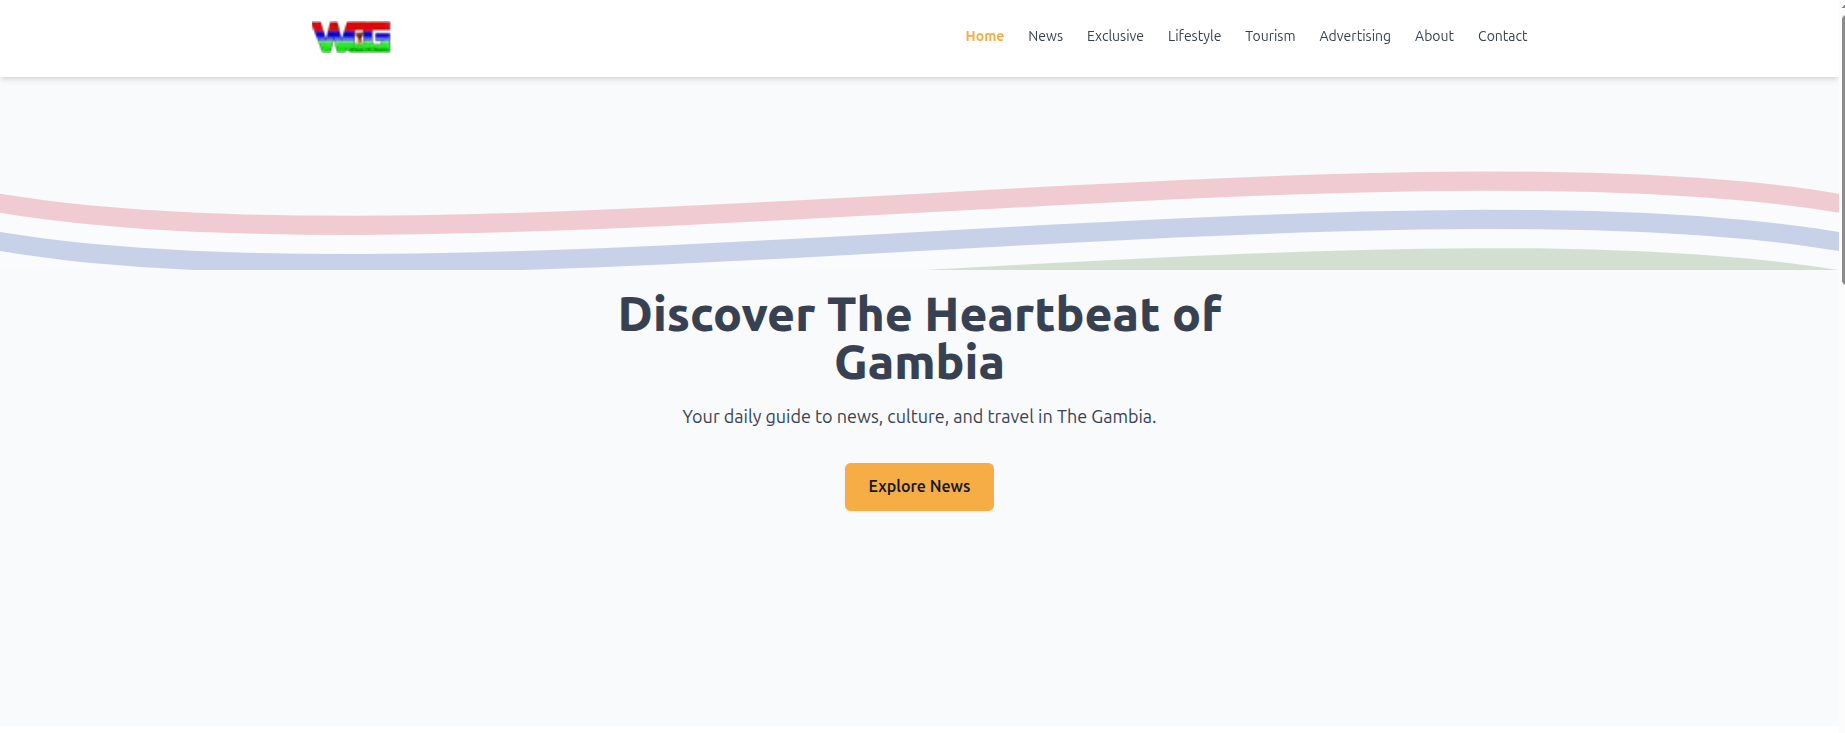 WTG
Home News Exclusive Lifestyle Tourism Advertising About Contact
Discover The Heartbeat of
Gambia
Your daily guide to news, culture, and travel in The Gambia.
Explore News